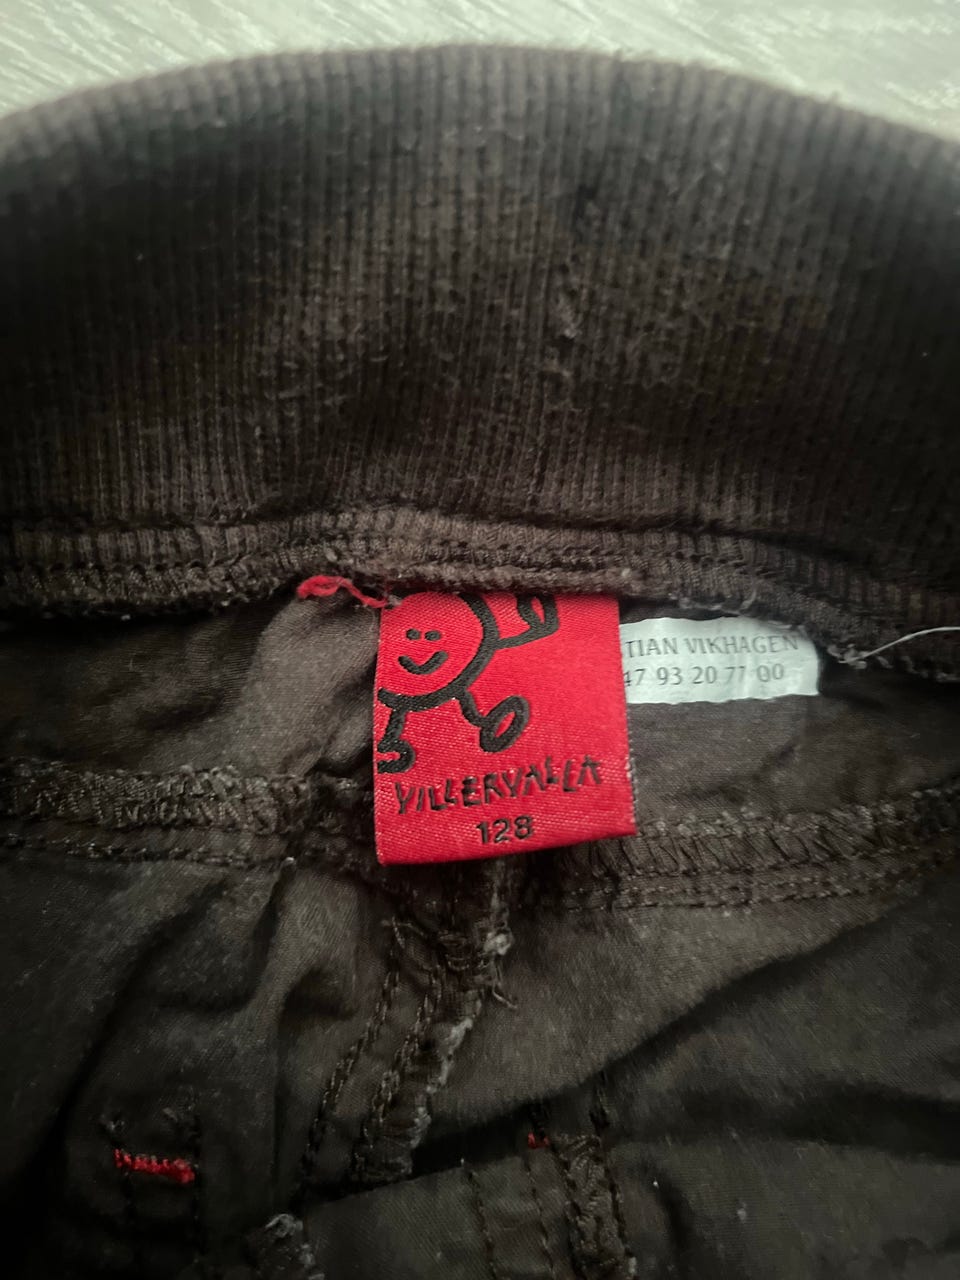 VILLERVALLA
128
TIAN VIKHAGEN
47 93 20 77 00